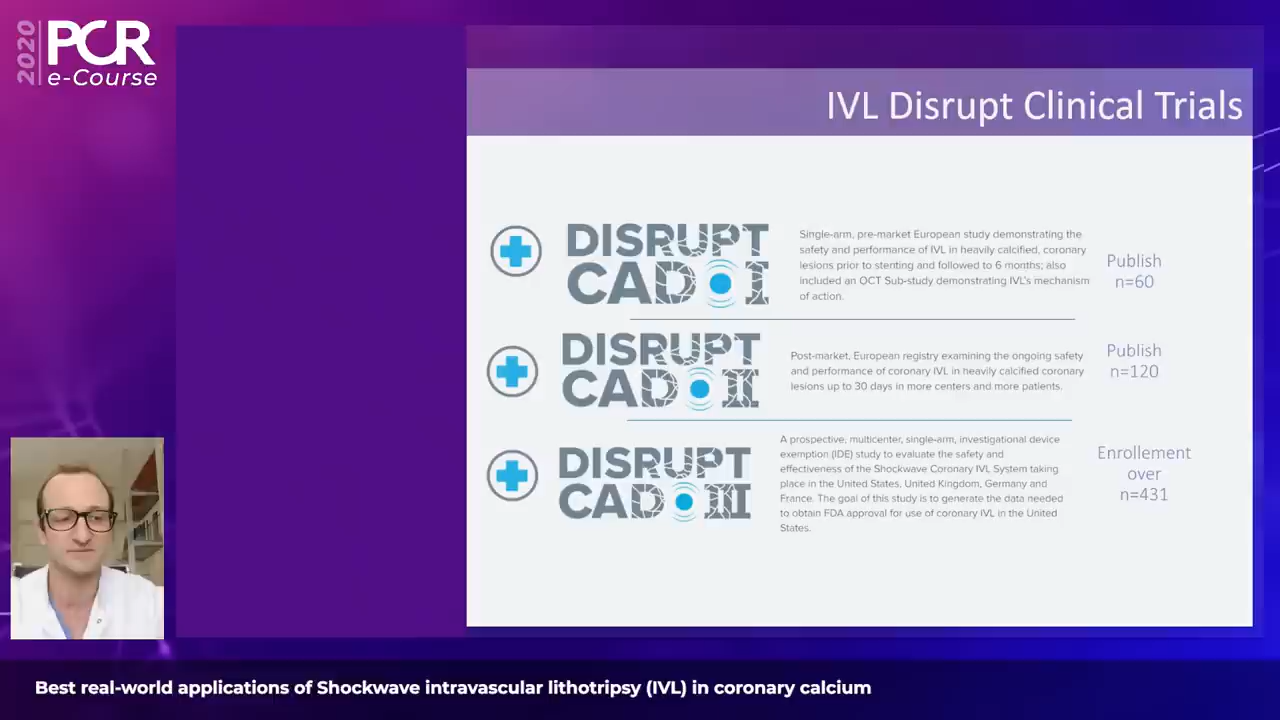 2020
PCR
e-Course
IVL Disrupt Clinical Trials
DISRUPT
CAD I
Single-arm, pre-market European study demonstrating the
safety and performance of IVL in heavily calcified, coronary
lesions prior to stenting and followed to 6 months; also
included an OCT Sub-study demonstrating IVL's mechanism
of action.
Publish
n=60
DISRUPT
CAD II
Post-market, European registry examining the ongoing safety
and performance of coronary IVL in heavily calcified coronary
lesions up to 30 days in more centers and more patients.
Publish
n=120
DISRUPT
CAD III
A prospective, multicenter, single-arm, investigational device
exemption (IDE) study to evaluate the safety and
effectiveness of the Shockwave Coronary IVL System taking
place in the United States, United Kingdom, Germany and
France. The goal of this study is to generate the data needed
to obtain FDA approval for use of coronary IVL in the United
States.
Enrollement
over
n=431
Best real-world applications of Shockwave intravascular lithotripsy (IVL) in coronary calcium